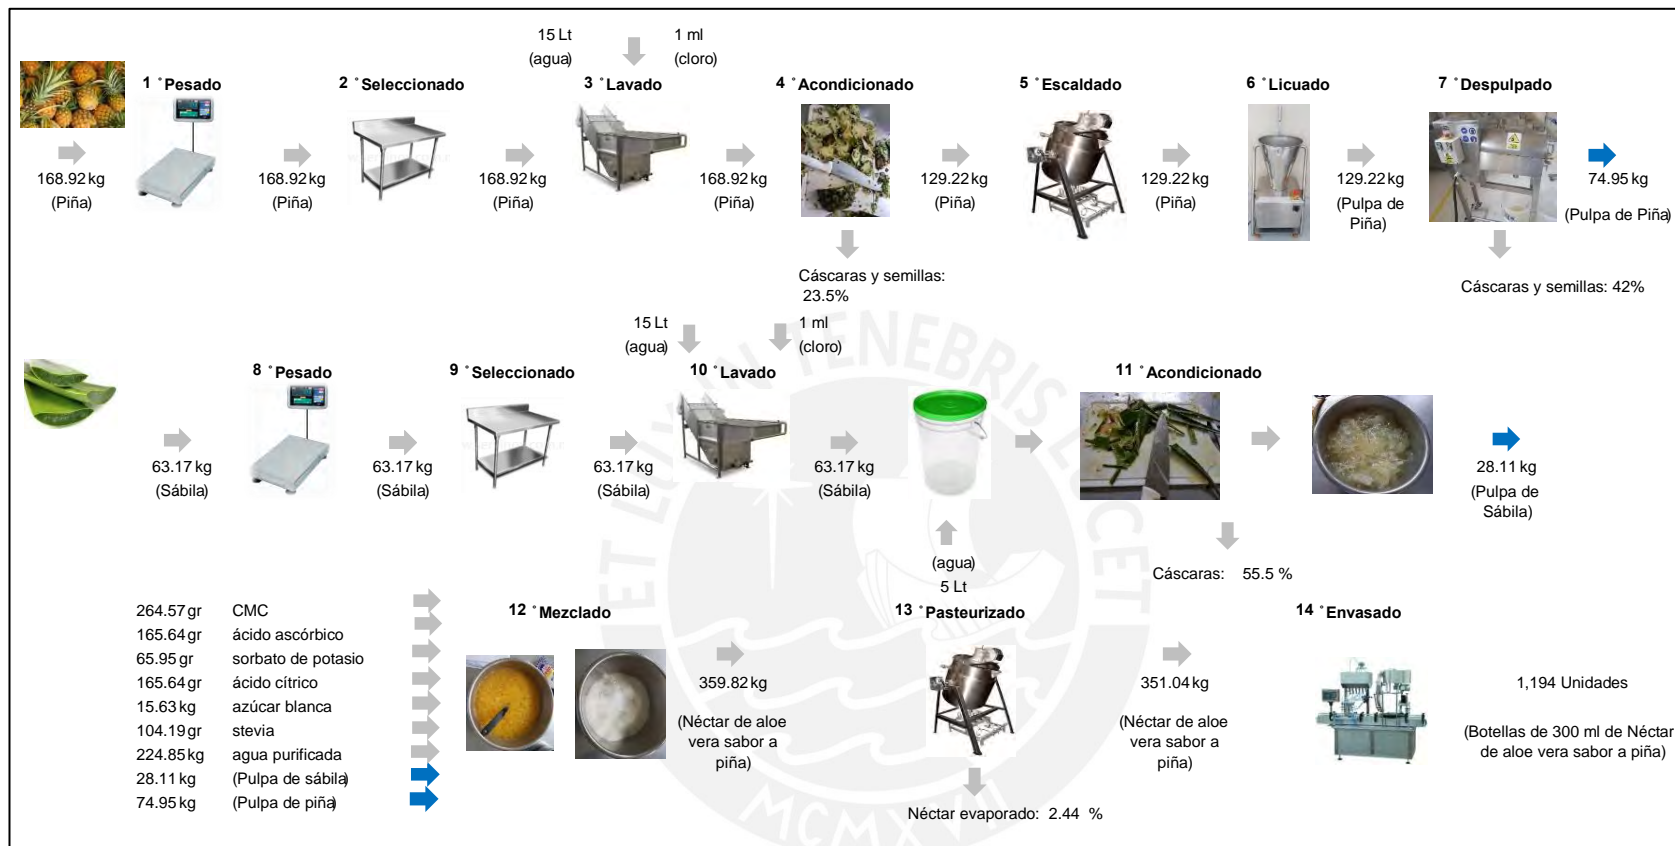 15 Lt
(agua)
1 ml
(cloro)
1 ° Pesado
2 ° Seleccionado
3 ° Lavado
4 ° Acondicionado
5 ° Escaldado
6 ° Licuado
7 ° Despulpado
168.92 kg
(Piña)
168.92 kg
(Piña)
168.92 kg
(Piña)
168.92 kg
(Piña)
129.22 kg
(Piña)
129.22 kg
(Piña)
129.22 kg
(Pulpa de
Piña)
74.95 kg
(Pulpa de Piña)
Cáscaras y semillas:
23.5%
Cáscaras y semillas: 42%
15 Lt
(agua)
1 ml
(cloro)
8 ° Pesado
9 ° Seleccionado
10 ° Lavado
11 ° Acondicionado
63.17 kg
(Sábila)
63.17 kg
(Sábila)
63.17 kg
(Sábila)
63.17 kg
(Sábila)
28.11 kg
(Pulpa de
Sábila)
(agua)
5 Lt
Cáscaras: 55.5 %
264.57 gr CMC
165.64 gr ácido ascórbico
65.95 gr sorbato de potasio
165.64 gr ácido cítrico
15.63 kg azúcar blanca
104.19 gr stevia
224.85 kg agua purificada
28.11 kg (Pulpa de sábila)
74.95 kg (Pulpa de piña)
12 ° Mezclado
13 ° Pasteurizado
14 ° Envasado
359.82 kg
(Néctar de aloe
vera sabor a
piña)
351.04 kg
(Néctar de aloe
vera sabor a
piña)
1,194 Unidades
(Botellas de 300 ml de Néctar
de aloe vera sabor a piña)
Néctar evaporado: 2.44 %
ET LUX IN TENEBRIS LUCET
MCMXVII